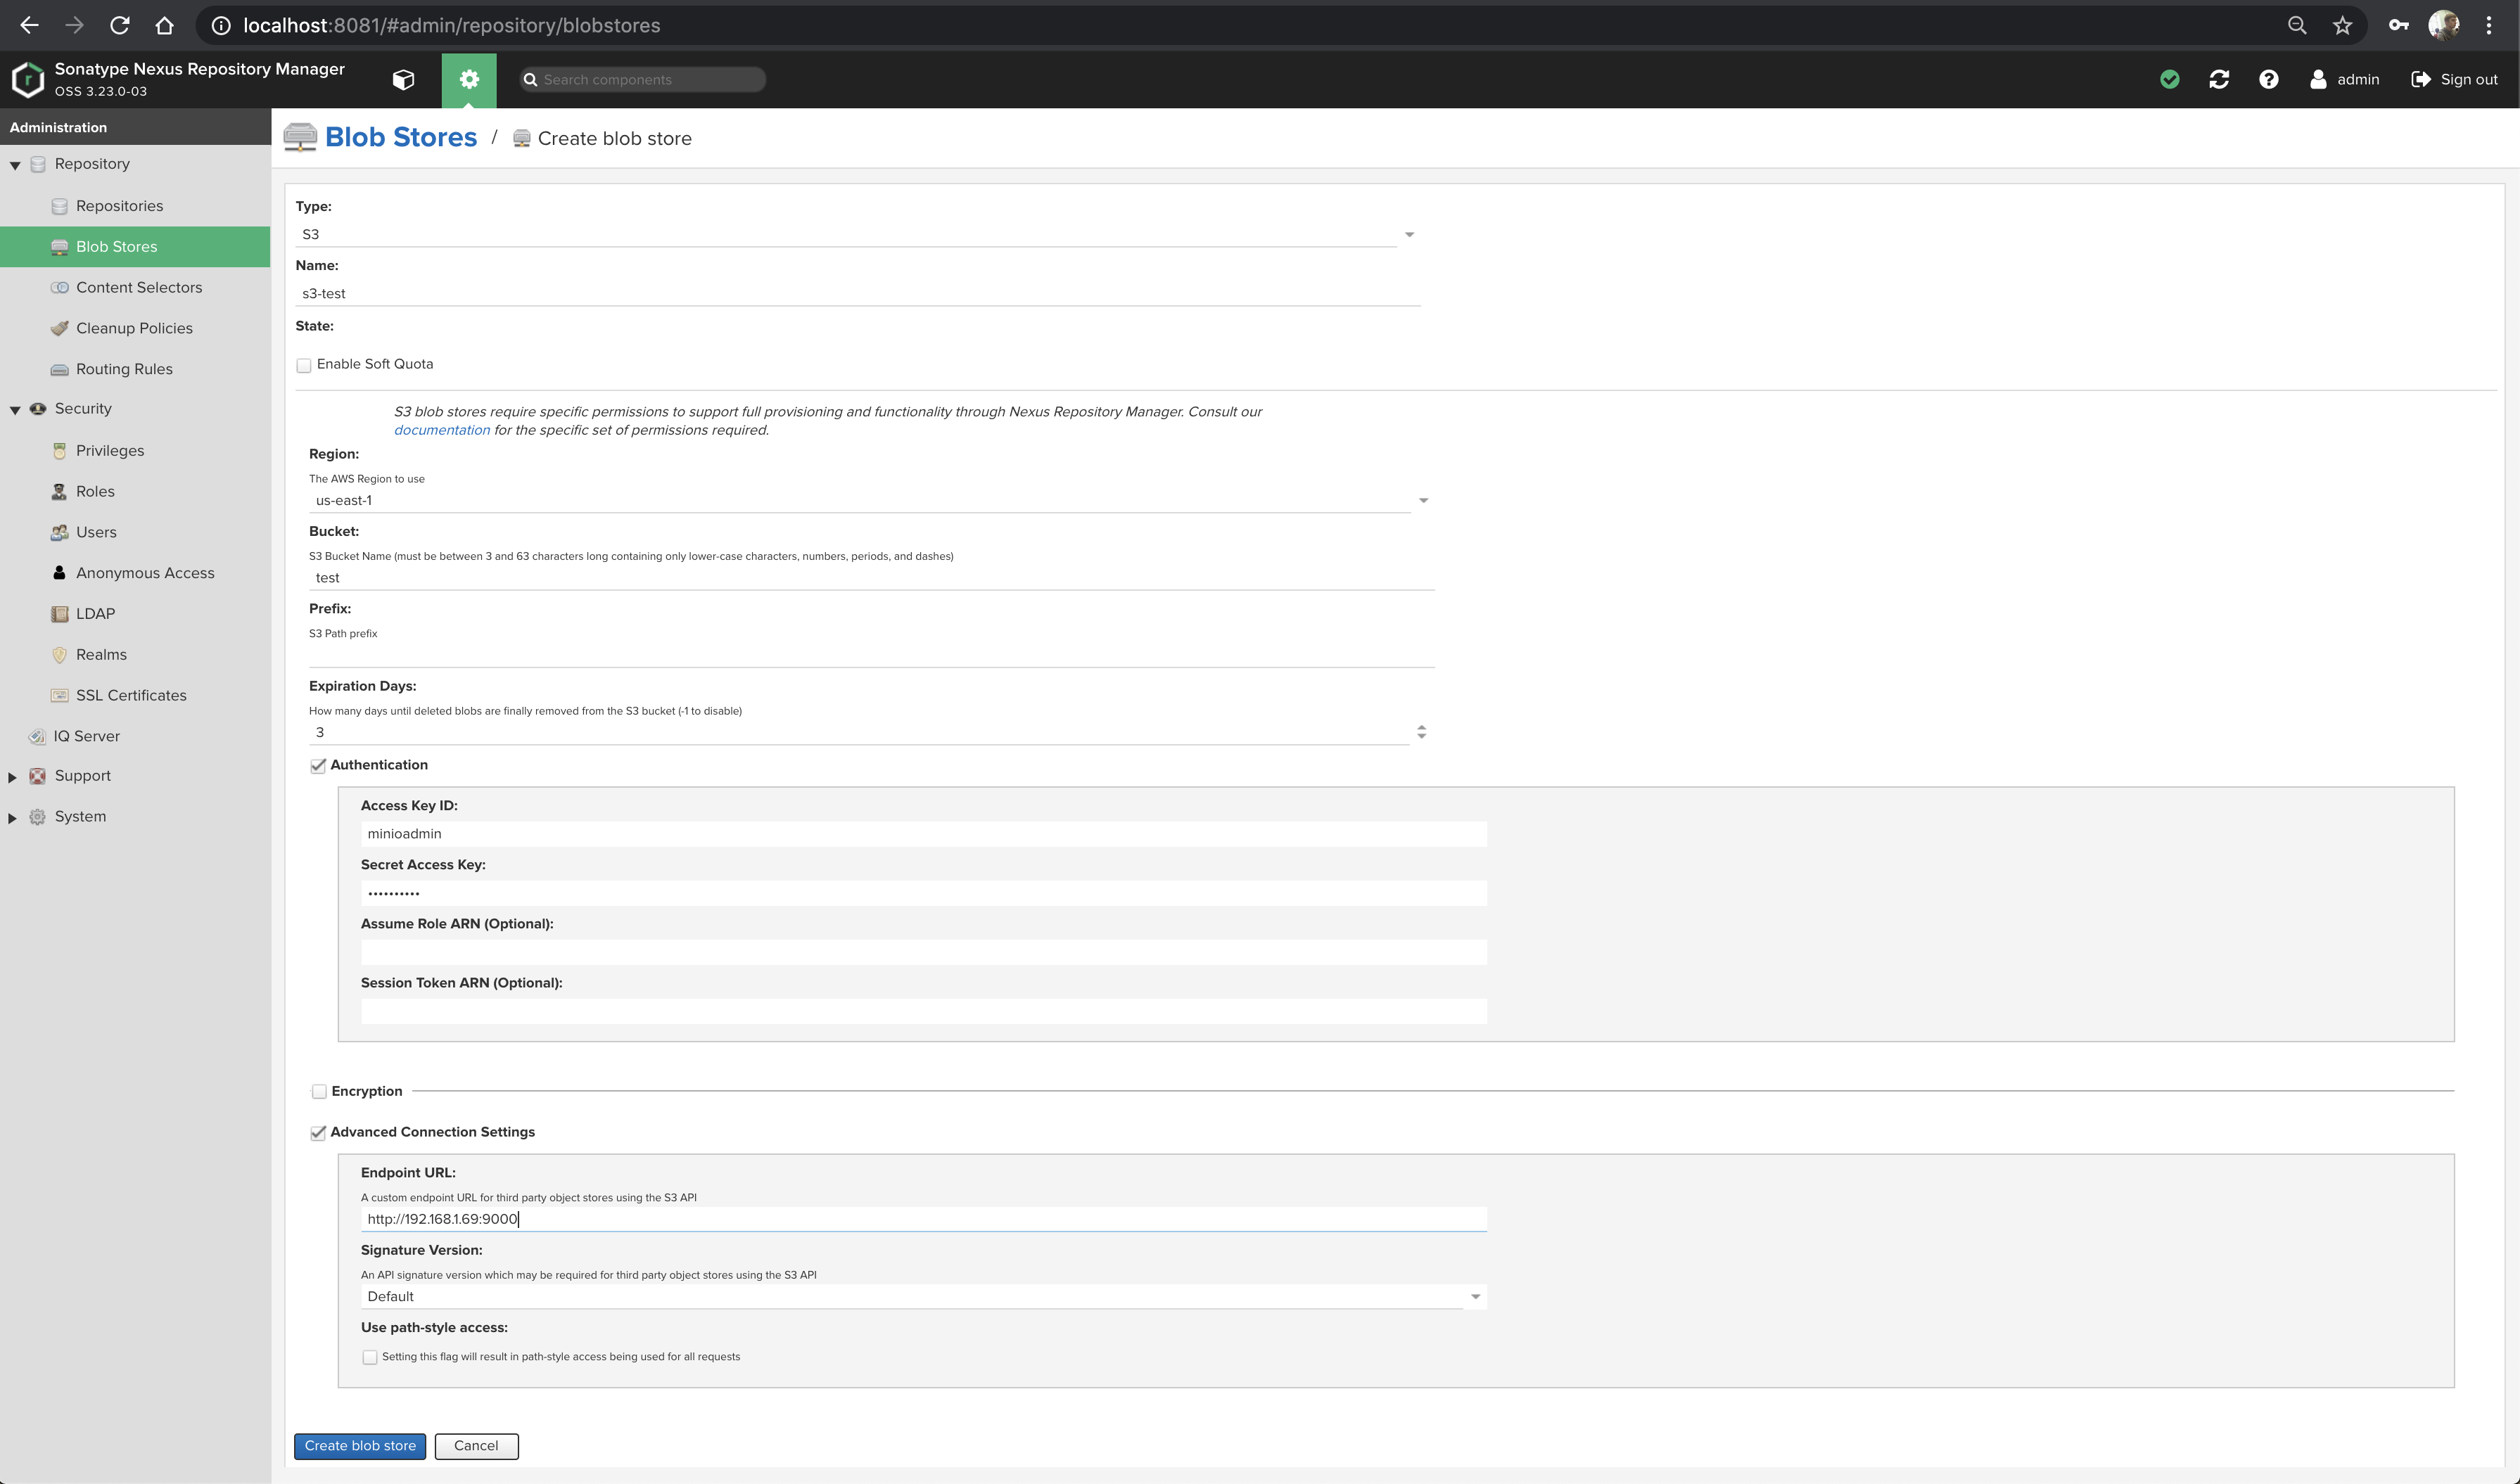 localhost:8081/#admin/repository/blobstores
Sonatype Nexus Repository Manager
OSS 3.23.0-03
Search components
admin
Sign out
Administration
Repository
Repositories
Blob Stores
Content Selectors
Cleanup Policies
Routing Rules
Security
Privileges
Roles
Users
Anonymous Access
LDAP
Realms
SSL Certificates
IQ Server
Support
System
Blob Stores / Create blob store
Type:
S3
Name:
s3-test
State:
Enable Soft Quota
S3 blob stores require specific permissions to support full provisioning and functionality through Nexus Repository Manager. Consult our
documentation for the specific set of permissions required.
Region:
The AWS Region to use
us-east-1
Bucket:
S3 Bucket Name (must be between 3 and 63 characters long containing only lower-case characters, numbers, periods, and dashes)
test
Prefix:
S3 Path prefix
Expiration Days:
How many days until deleted blobs are finally removed from the S3 bucket (-1 to disable)
3
Authentication
Access Key ID:
minioadmin
Secret Access Key:
••••••••••
Assume Role ARN (Optional):
Session Token ARN (Optional):
Encryption
Advanced Connection Settings
Endpoint URL:
A custom endpoint URL for third party object stores using the S3 API
http://192.168.1.69:9000
Signature Version:
An API signature version which may be required for third party object stores using the S3 API
Default
Use path-style access:
Setting this flag will result in path-style access being used for all requests
Create blob store
Cancel